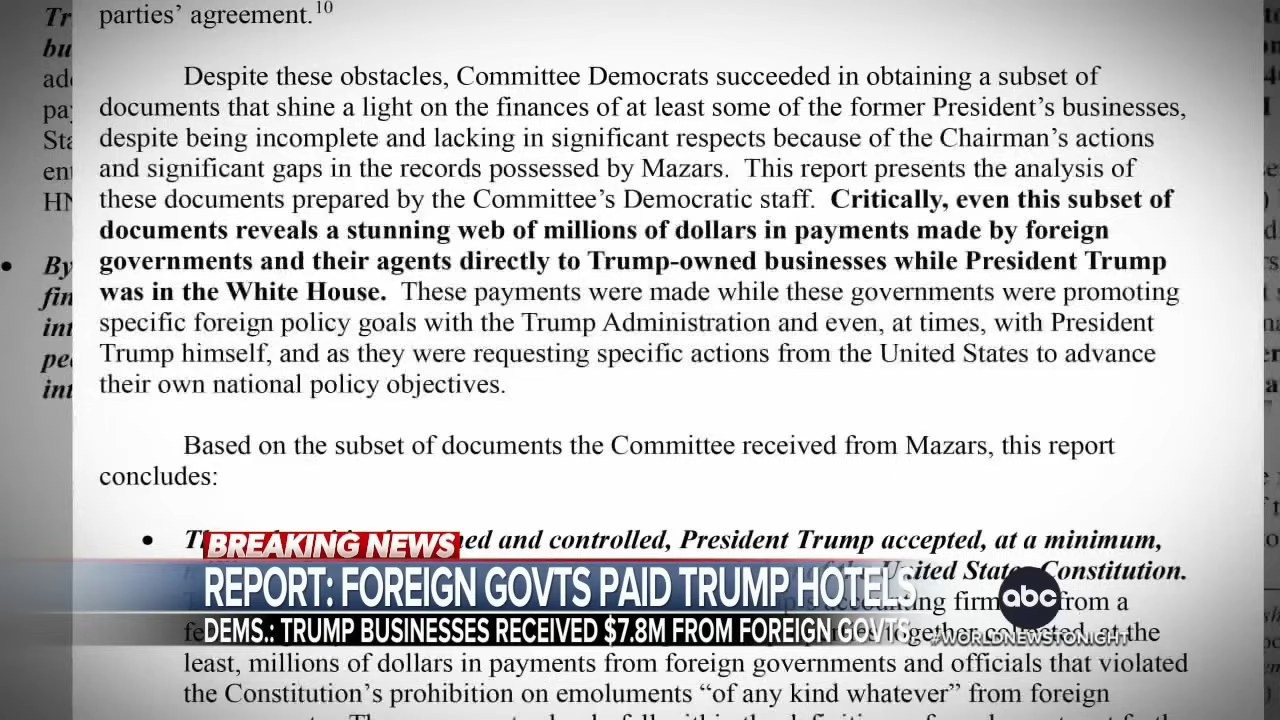 parties’ agreement.10
Despite these obstacles, Committee Democrats succeeded in obtaining a subset of
documents that shine a light on the finances of at least some of the former President’s businesses,
despite being incomplete and lacking in significant respects because of the Chairman’s actions
and significant gaps in the records possessed by Mazars. This report presents the analysis of
these documents prepared by the Committee’s Democratic staff. Critically, even this subset of
documents reveals a stunning web of millions of dollars in payments made by foreign
governments and their agents directly to Trump-owned businesses while President Trump
was in the White House. These payments were made while these governments were promoting
specific foreign policy goals with the Trump Administration and even, at times, with President
Trump himself, and as they were requesting specific actions from the United States to advance
their own national policy objectives.
Based on the subset of documents the Committee received from Mazars, this report
concludes:
• and controlled, President Trump accepted, at a minimum,
of the United States Constitution.
accounting firm from a
together the
least, millions of dollars in payments from foreign governments and officials that violated
the Constitution’s prohibition on emoluments “of any kind whatever” from foreign
BREAKING NEWS
REPORT: FOREIGN GOVTS PAID TRUMP HOTELS
DEMS.: TRUMP BUSINESSES RECEIVED $7.8M FROM FOREIGN GOVTS
abc
#WORLDNEWSTONIGHT